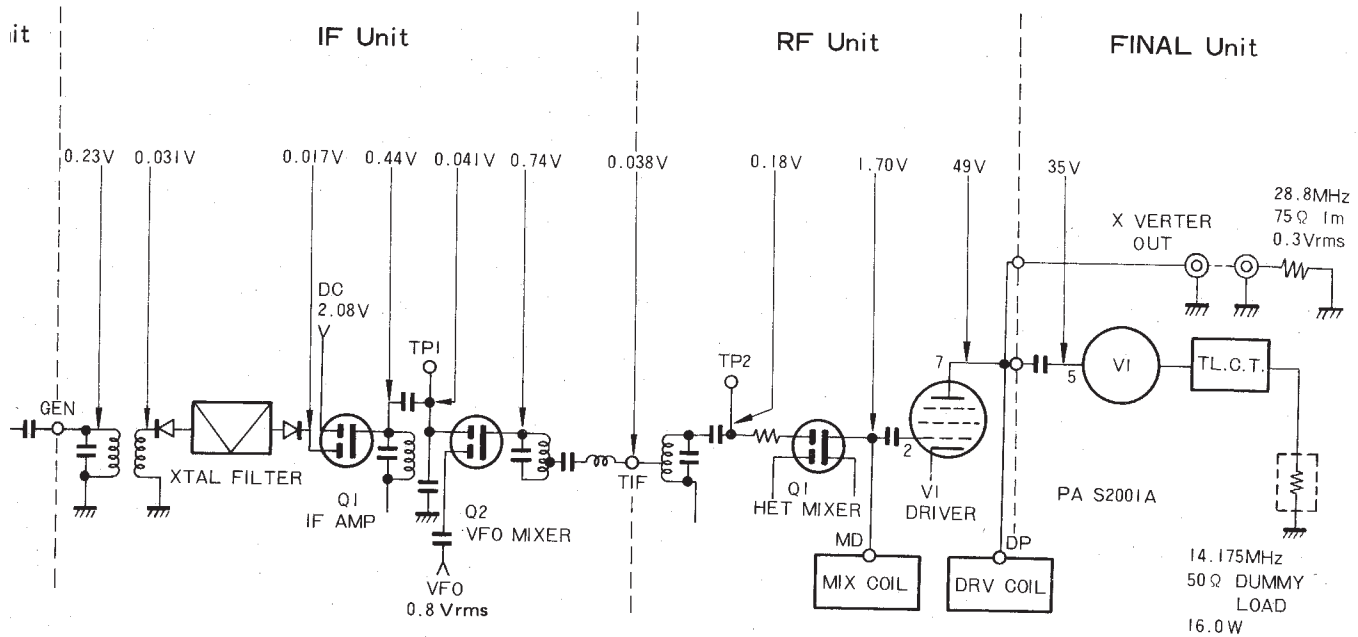 it
IF Unit
RF Unit
FINAL Unit
0.23V
0.031V
0.017V
0.44V
0.041V
0.74V
0.038V
0.18V
1.70V
49V
35V
28.8MHz
75Ω 1m
0.3Vrms
X VERTER
OUT
DC
2.08V
TP1
TP2
7
5
V1
TL.C.T.
GEN
XTAL FILTER
Q1
IF AMP
Q2
VFO MIXER
VFO
0.8 Vrms
TIF
Q1
HET MIXER
2
V1
DRIVER
PA S2001A
MD
MIX COIL
DP
DRV COIL
14.175MHz
50Ω DUMMY
LOAD
16.0W